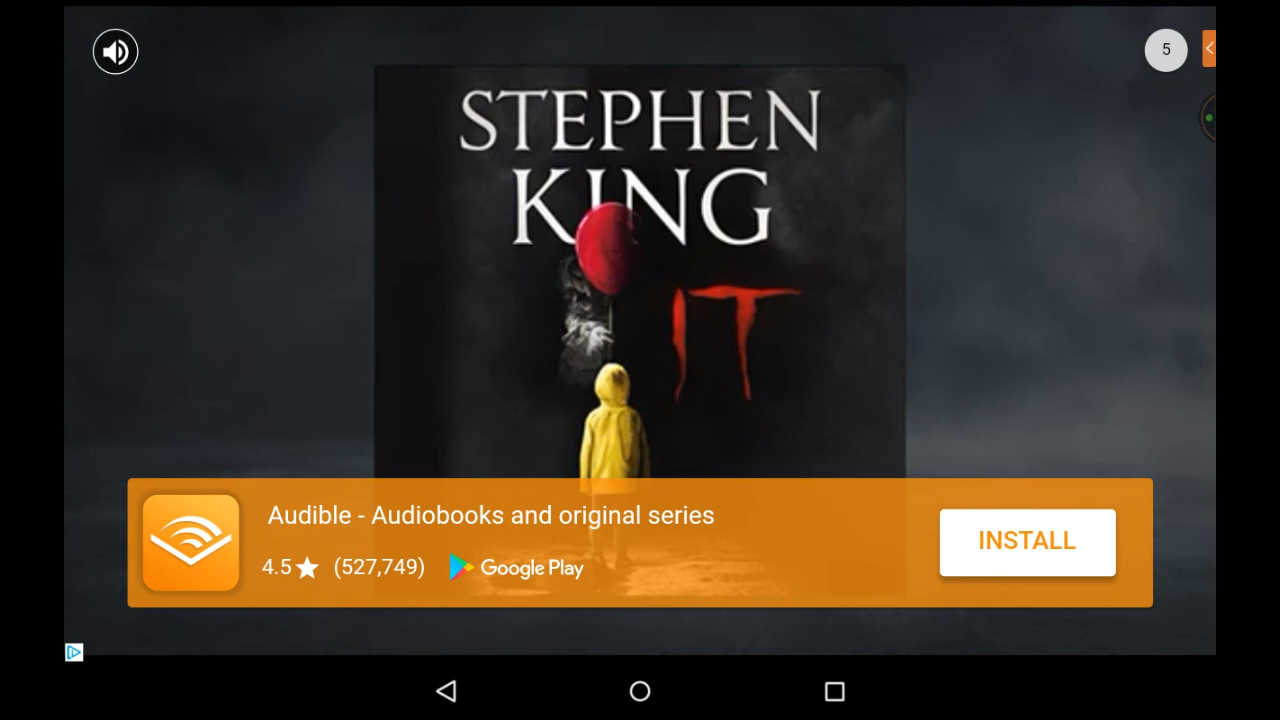 5
STEPHEN
KING
IT
Audible - Audiobooks and original series
4.5★ (527,749) Google Play
INSTALL